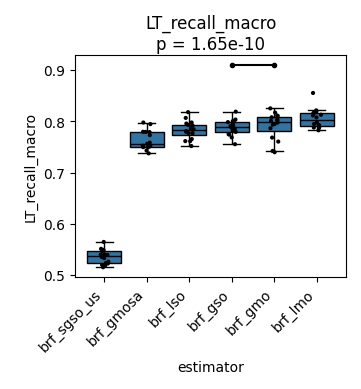 LT_recall_macro
p = 1.65e-10
LT_recall_macro
0.9
0.8
0.7
0.6
0.5
brf_sgso_us
brf_gmosa
brf_lso
brf_gso
brf_gmo
brf_lmo
estimator